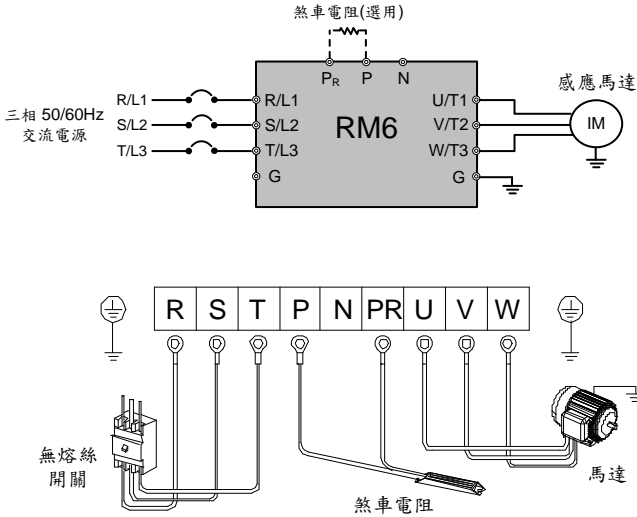 煞車電阻(選用)
PR P N
感應馬達
R/L1 R/L1 U/T1
三相 50/60Hz
交流電源
S/L2 S/L2 RM6 V/T2 IM
T/L3 T/L3 W/T3
G G
R S T P N PR U V W
無熔絲
開關
煞車電阻
馬達